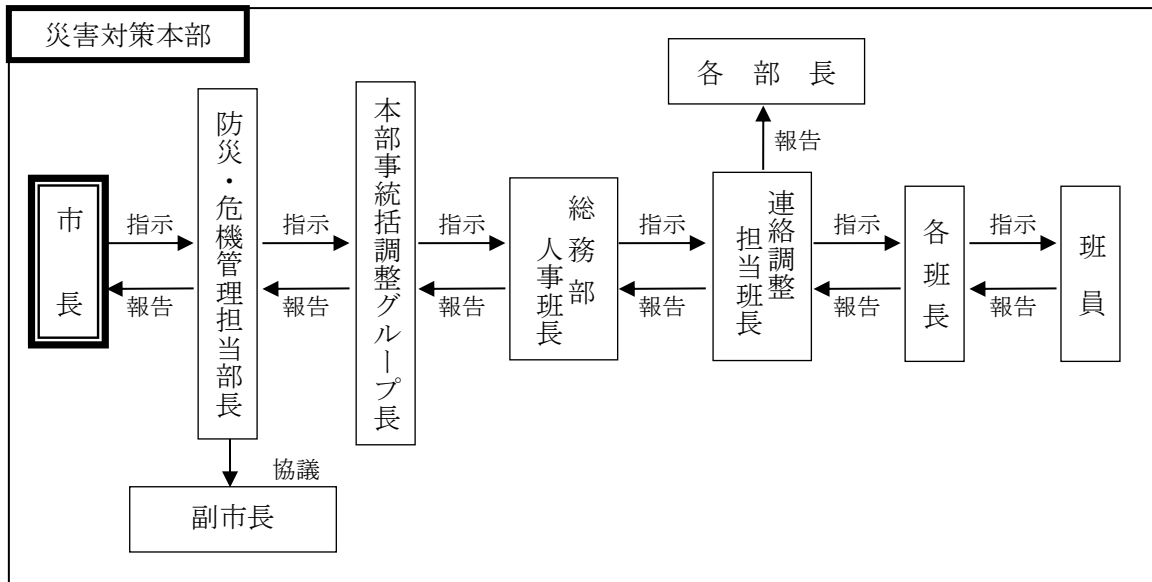 災害対策本部
各部長
報告
市長
指示
報告
防災・危機管理担当部長
指示
報告
本部事統括調整グループ長
指示
報告
総務部
人事班長
指示
報告
連絡調整
担当班長
指示
報告
各班長
指示
報告
班員
協議
副市長